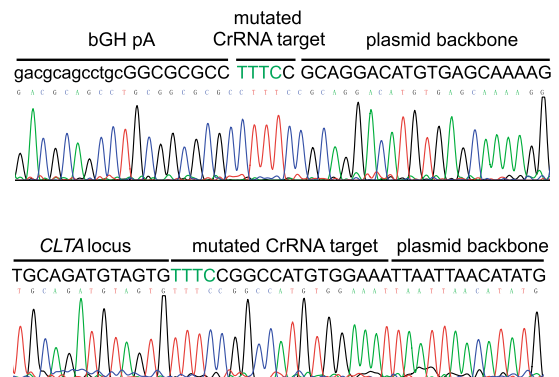 mutated
bGH pA CrRNA target plasmid backbone
gacgcagcctgcGGCGCGCC TTTCC GCAGGACATGTGAGCAAAAG
G A C G C A G C C T G C G G C G C G C C T T T C C G C A G G A C A T G T G A G C A A A A G G
CLTA locus mutated CrRNA target plasmid backbone
TGCAGATGTAGTGTTTCCGGCCATGTGGAAATTAATTAACATATG
T G C A G A T G T A G T G T T T C C G G C C A T G T G G A A A T T A A T T A A C A T A T G